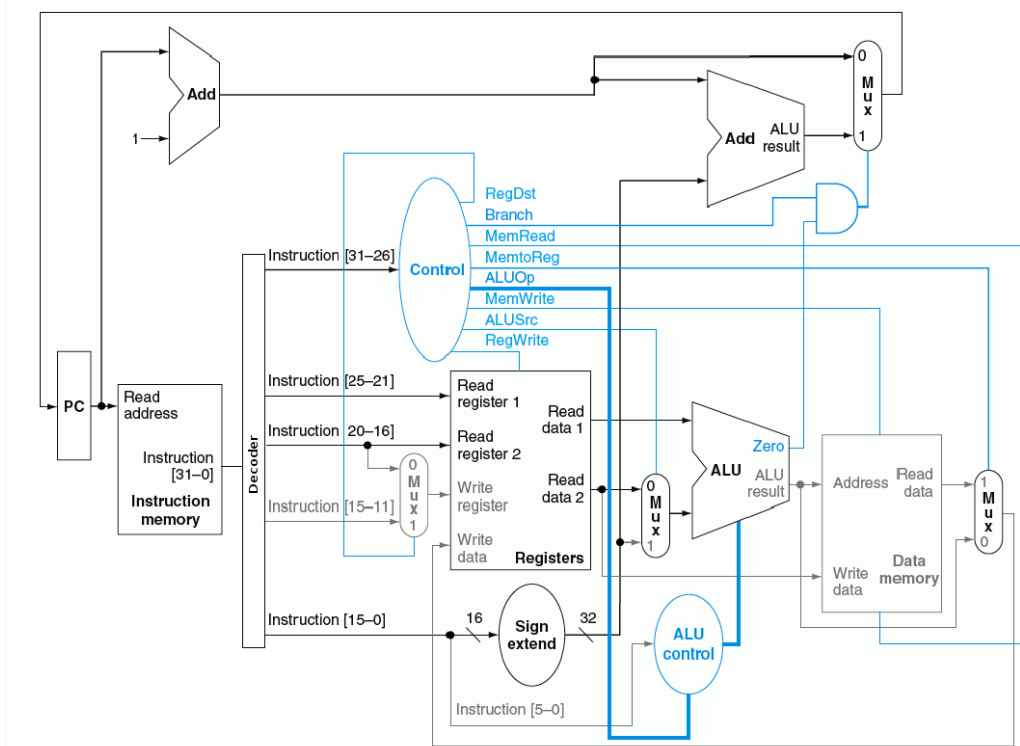 Add
1
0
M
u
x
1
Add
ALU
result
RegDst
Branch
MemRead
MemtoReg
ALUOp
MemWrite
ALUSrc
RegWrite
Control
Instruction [31–26]
Instruction [25–21]
Instruction 20–16]
Instruction [15–11]
Instruction [15–0]
Decoder
PC
Read
address
Instruction
[31–0]
Instruction
memory
0
M
u
x
1
Read
register 1
Read
register 2
Write
register
Write
data
Read
data 1
Read
data 2
Registers
0
M
u
x
1
Zero
ALU
ALU
result
Address
Read
data
Write
data
Data
memory
1
M
u
x
0
16
Sign
extend
32
ALU
control
Instruction [5–0]